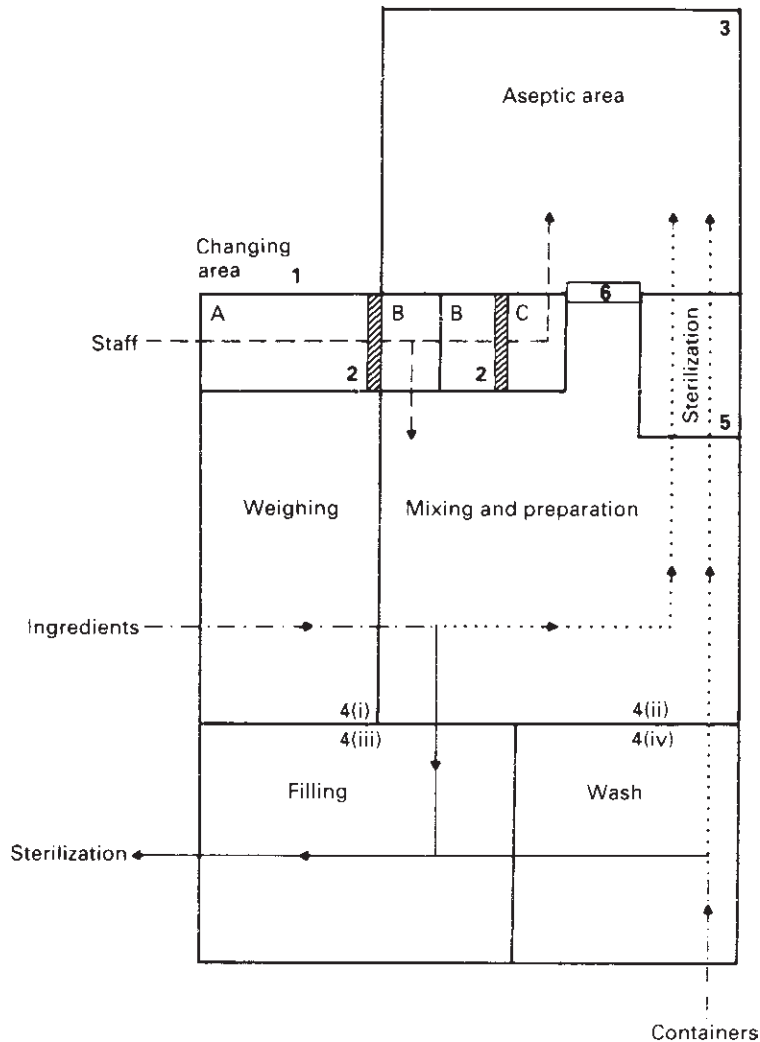 3
Aseptic area
Changing
area 1
6
A B B C
Staff
2 2
Sterilization
5
Weighing Mixing and preparation
Ingredients
4(i) 4(ii)
4(iii) 4(iv)
Filling Wash
Sterilization
Containers